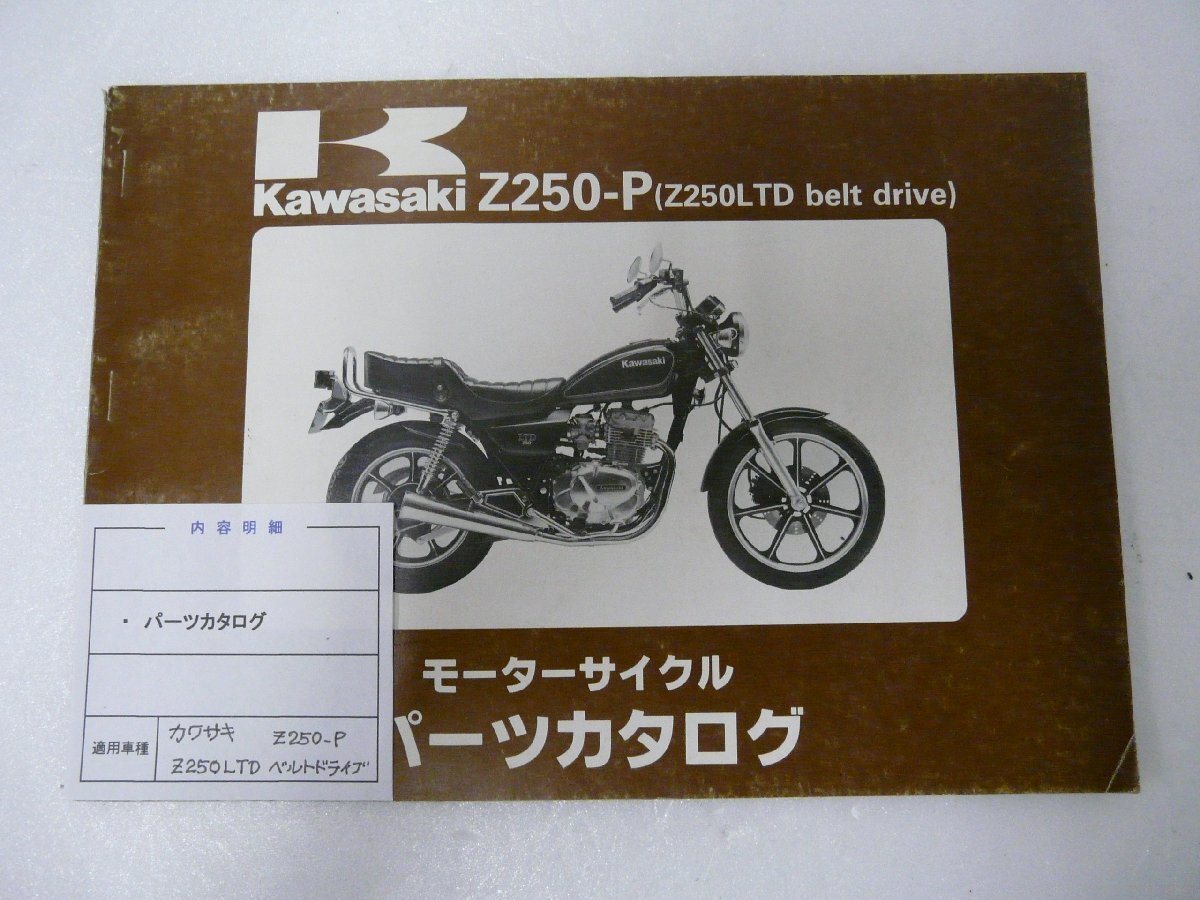 Kawasaki Z250-P (Z250LTD belt drive)
Kawasaki
モーターサイクル
パーツカタログ
内容明細
・ パーツカタログ
適用車種
カワサキ Z250-P
Z250LTD ベルトドライブ